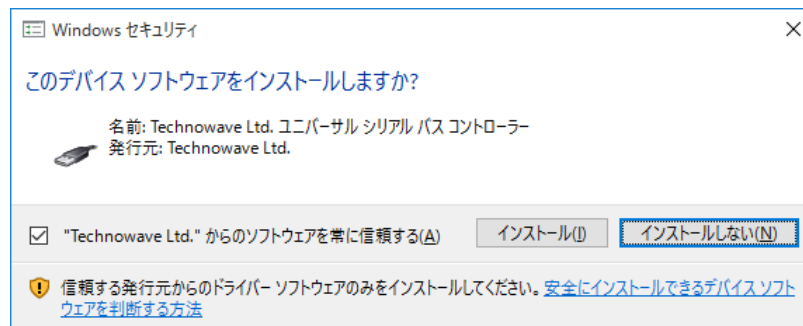 Windows セキュリティ
このデバイス ソフトウェアをインストールしますか?
名前: Technowave Ltd. ユニバーサル シリアル バス コントローラー
発行元: Technowave Ltd.
"Technowave Ltd." からのソフトウェアを常に信頼する(A)
インストール(I)
インストールしない(N)
信頼する発行元からのドライバー ソフトウェアのみをインストールしてください。安全にインストールできるデバイス ソフト
ウェアを判断する方法